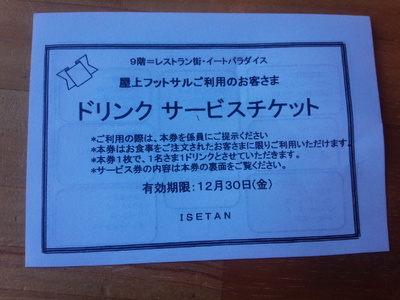 9階＝レストラン街・イートパラダイス
屋上フットサルご利用のお客さま
ドリンク サービスチケット
＊ご利用の際は、本券を係員にご提示ください
＊本券はお食事をご注文されたお客さまに限りご利用いただけます。
＊本券1枚で、1名さま1ドリンクとさせていただきます。
＊サービス券の内容は本券の裏面をご覧ください。
有効期限：12月30日(金)
ISETAN